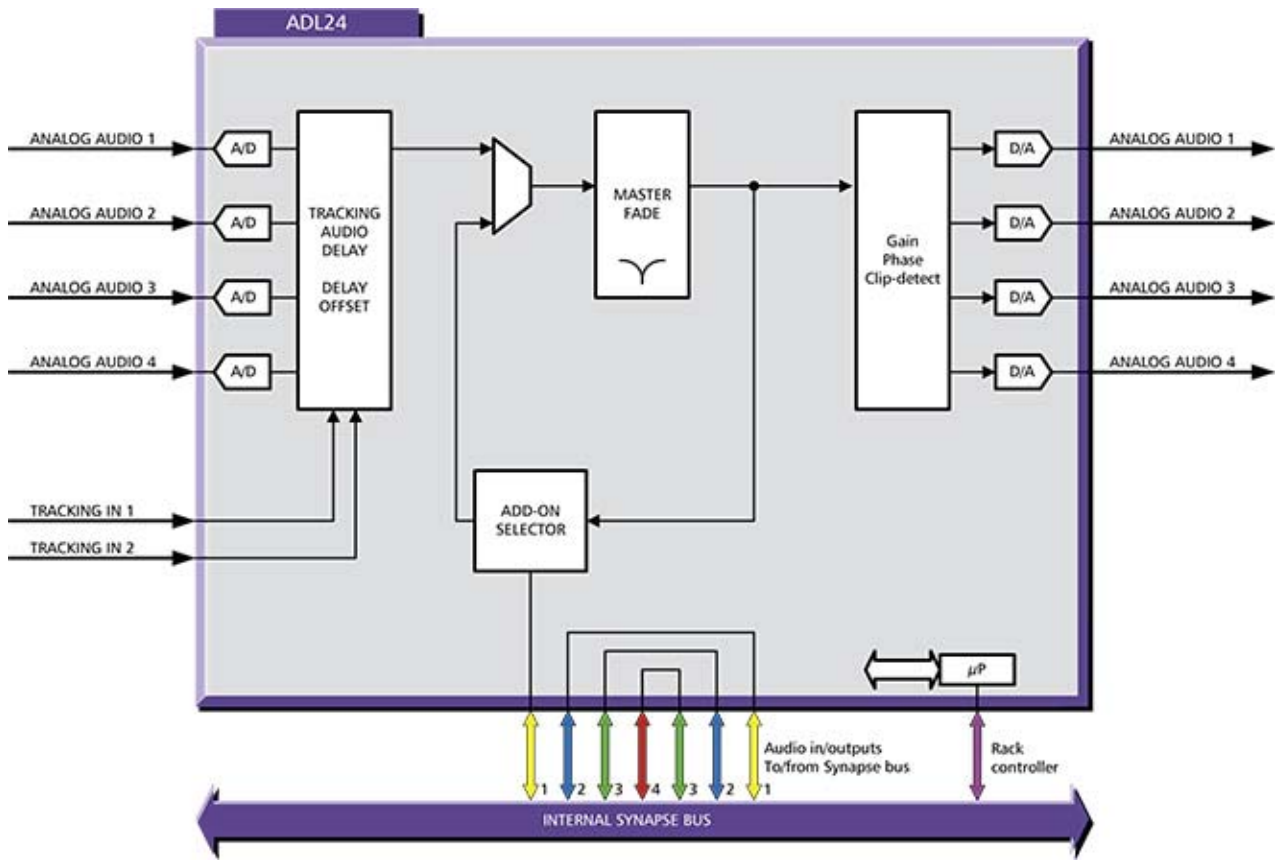 ADL24
ANALOG AUDIO 1
ANALOG AUDIO 2
ANALOG AUDIO 3
ANALOG AUDIO 4
A/D
A/D
A/D
A/D
TRACKING
AUDIO
DELAY
DELAY
OFFSET
MASTER
FADE
Gain
Phase
Clip-detect
D/A
D/A
D/A
D/A
ANALOG AUDIO 1
ANALOG AUDIO 2
ANALOG AUDIO 3
ANALOG AUDIO 4
TRACKING IN 1
TRACKING IN 2
ADD-ON
SELECTOR
μP
1
2
3
4
3
2
1
Audio in/outputs
To/from Synapse bus
Rack
controller
INTERNAL SYNAPSE BUS